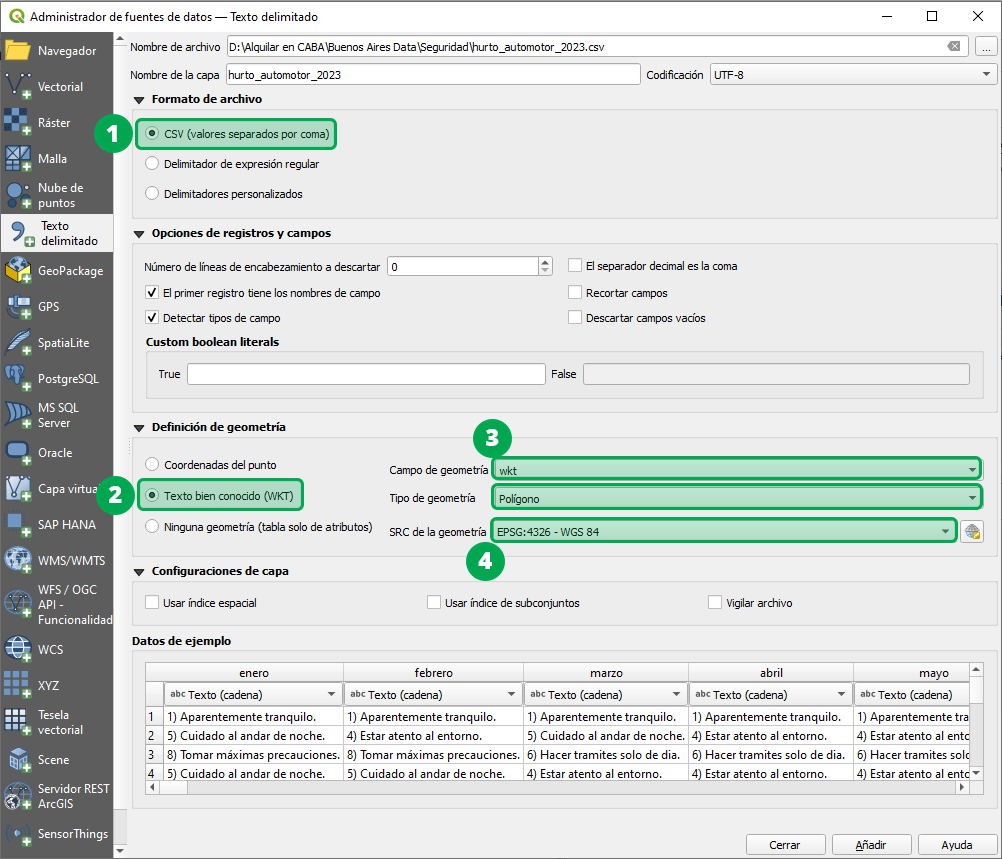 Administrador de fuentes de datos — Texto delimitado
Navegador
Vectorial
Ráster
Malla
Nube de
puntos
Texto
delimitado
GeoPackage
GPS
SpatiaLite
PostgreSQL
MS SQL
Server
Oracle
Capa virtua
SAP HANA
WMS/WMTS
WFS / OGC
API -
Funcionalidad
WCS
XYZ
Tesela
vectorial
Scene
Servidor REST
ArcGIS
SensorThings
Nombre de archivo D:\Alquilar en CABA\Buenos Aires Data\Seguridad\hurto_automotor_2023.csv ...
Nombre de la capa hurto_automotor_2023 Codificación UTF-8
Formato de archivo
1 CSV (valores separados por coma)
Delimitador de expresión regular
Delimitadores personalizados
Opciones de registros y campos
Número de líneas de encabezamiento a descartar 0 El separador decimal es la coma
El primer registro tiene los nombres de campo Recortar campos
Detectar tipos de campo Descartar campos vacíos
Custom boolean literals
True False
Definición de geometría
3
Coordenadas del punto Campo de geometría wkt
2 Texto bien conocido (WKT) Tipo de geometría Polígono
Ninguna geometría (tabla solo de atributos) SRC de la geometría EPSG:4326 - WGS 84
4
Configuraciones de capa
Usar índice espacial Usar índice de subconjuntos Vigilar archivo
Datos de ejemplo
enero febrero marzo abril mayo
abc Texto (cadena) abc Texto (cadena) abc Texto (cadena) abc Texto (cadena) abc Texto (cadena)
1 1) Aparentemente tranquilo. 1) Aparentemente tranquilo. 1) Aparentemente tranquilo. 1) Aparentemente tranquilo. 1) Aparentemente tra
2 5) Cuidado al andar de noche. 4) Estar atento al entorno. 5) Cuidado al andar de noche. 4) Estar atento al entorno. 4) Estar atento al ento
3 8) Tomar máximas precauciones. 8) Tomar máximas precauciones. 6) Hacer tramites solo de dia. 6) Hacer tramites solo de dia. 6) Hacer tramites solo
4 5) Cuidado al andar de noche. 5) Cuidado al andar de noche. 4) Estar atento al entorno. 4) Estar atento al entorno. 4) Estar atento al entc
Cerrar Añadir Ayuda